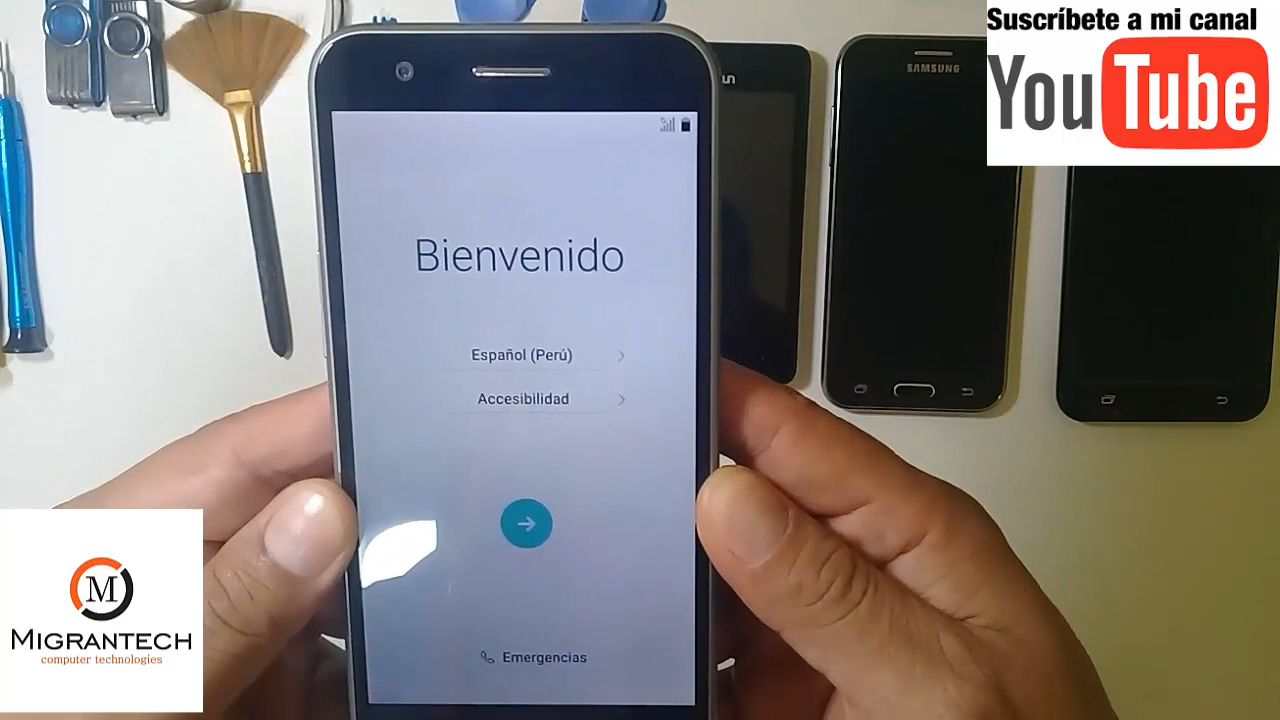 Suscríbete a mi canal
YouTube
SAMSUNG
Bienvenido
Español (Perú)
Accesibilidad
Emergencias
M
MIGRANTECH
computer technologies